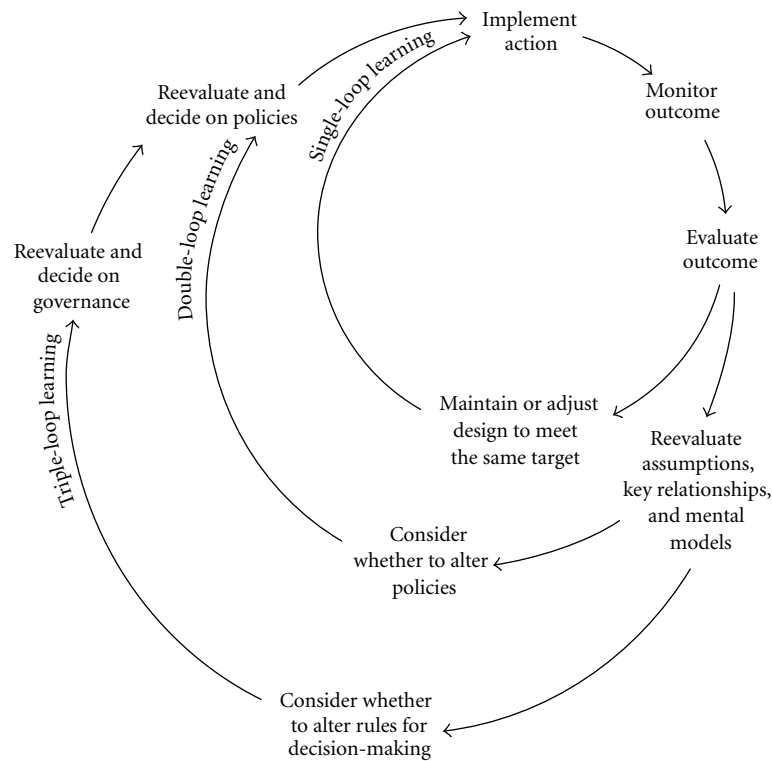 Implement
action
Monitor
outcome
Evaluate
outcome
Maintain or adjust
design to meet
the same target
Single-loop learning
Reevaluate
assumptions,
key relationships,
and mental
models
Consider
whether to alter
policies
Double-loop learning
Reevaluate and
decide on policies
Consider whether
to alter rules for
decision-making
Triple-loop learning
Reevaluate and
decide on
governance